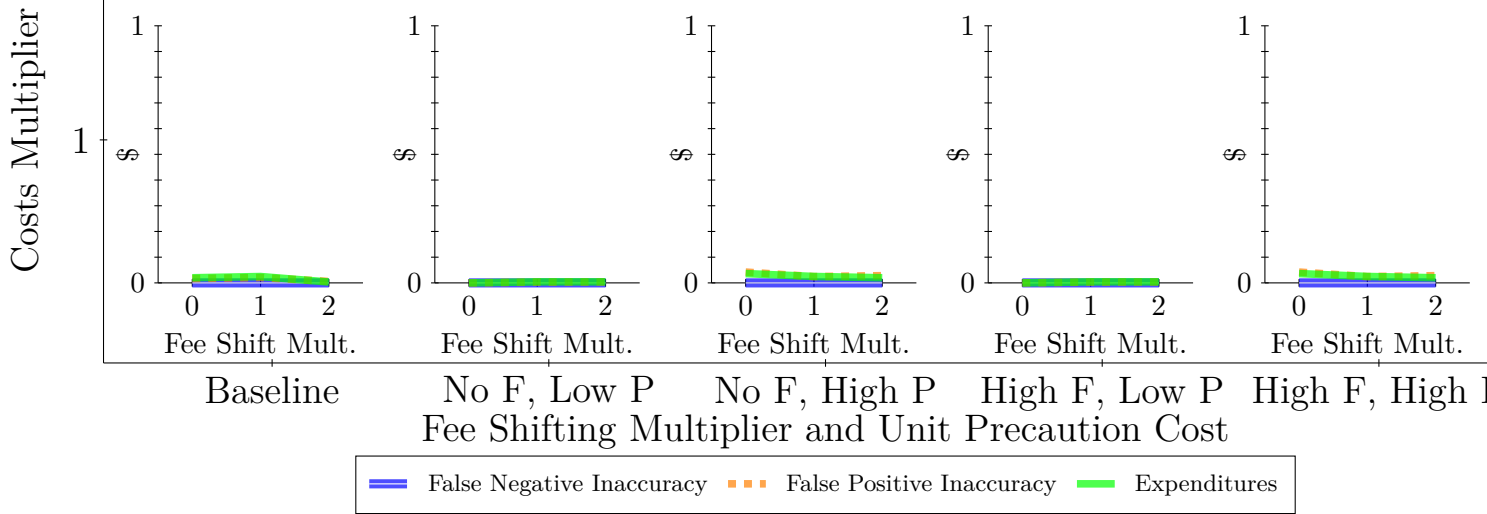 Costs Multiplier
1
1
$
0
0 1 2
Fee Shift Mult.
Baseline
1
$
0
0 1 2
Fee Shift Mult.
No F, Low P
1
$
0
0 1 2
Fee Shift Mult.
No F, High P
1
$
0
0 1 2
Fee Shift Mult.
High F, Low P
1
$
0
0 1 2
Fee Shift Mult.
High F, High P
Fee Shifting Multiplier and Unit Precaution Cost
False Negative Inaccuracy False Positive Inaccuracy Expenditures